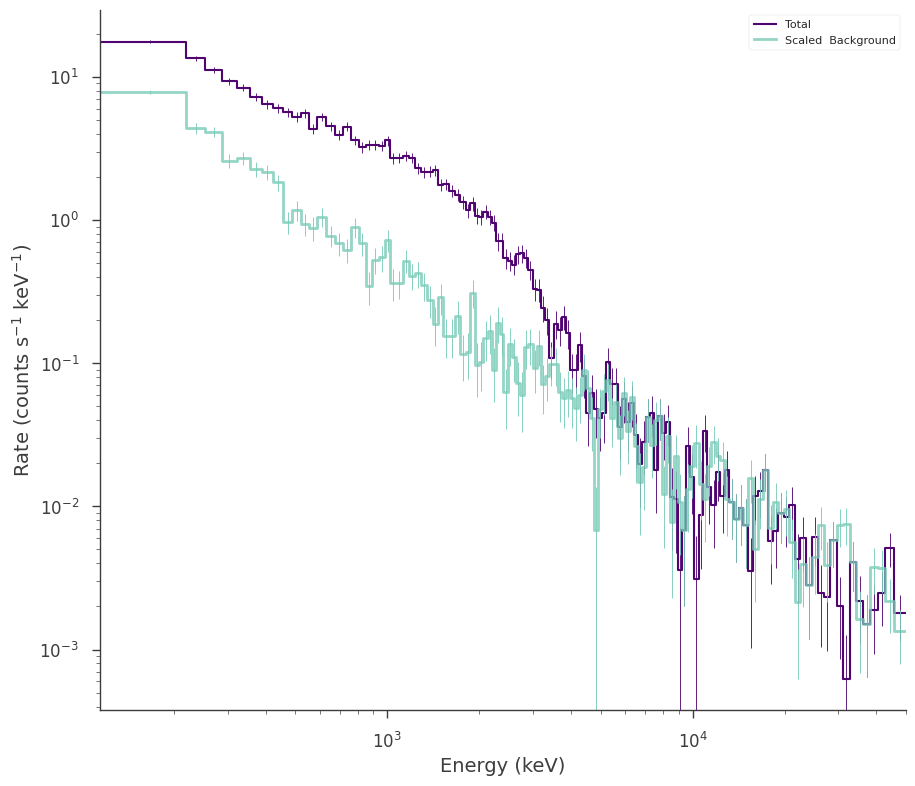 Total
Scaled  Background
10¹
10⁰
10⁻¹
10⁻²
10⁻³
Rate (counts s⁻¹ keV⁻¹)
10³
10⁴
Energy (keV)